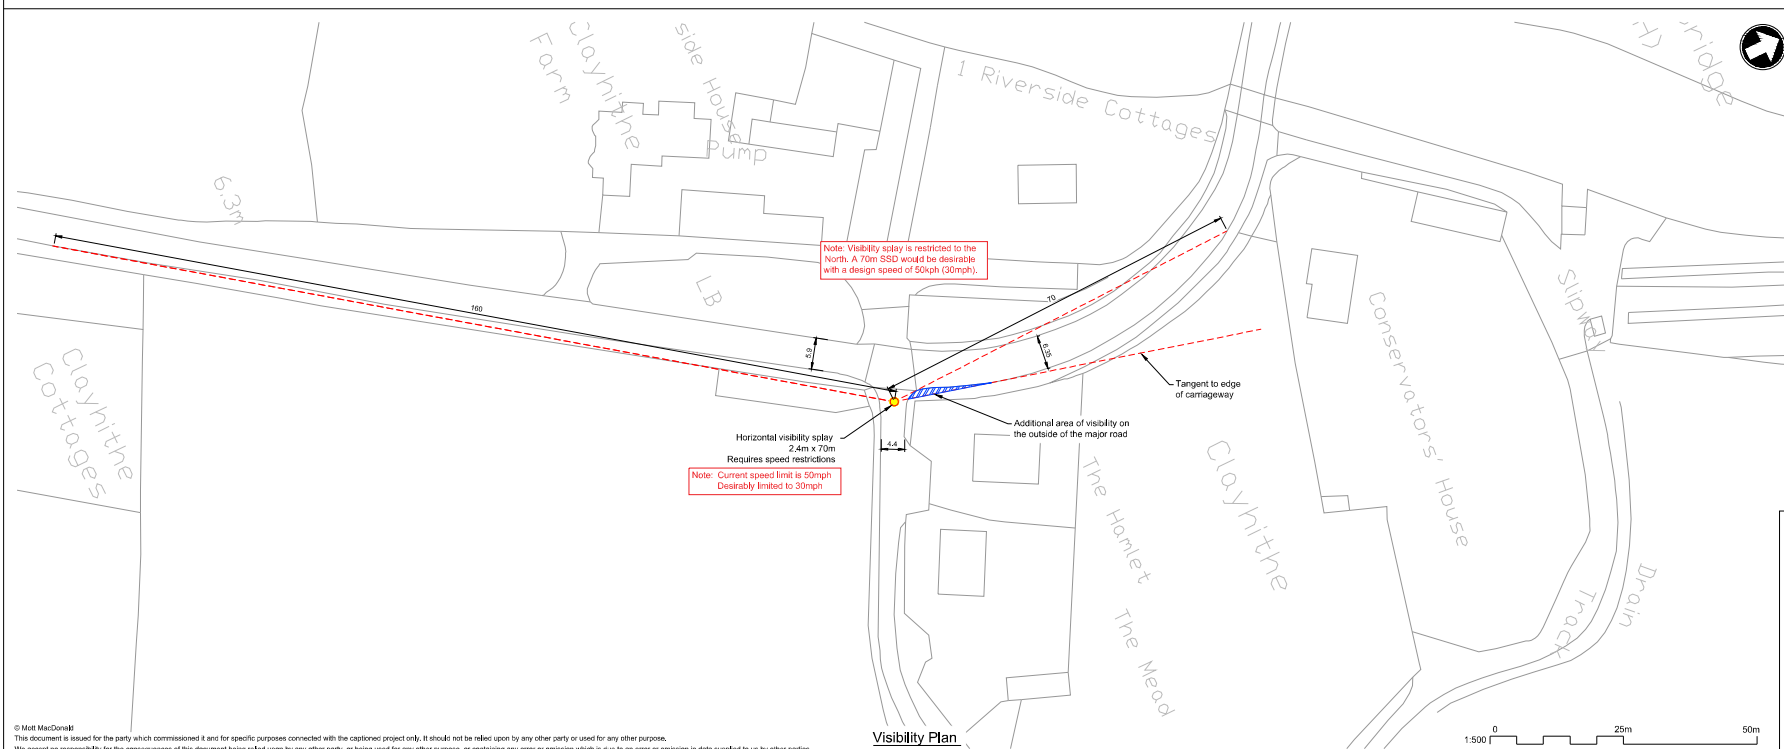 Clayhithe
Farm
side House
Pump
1 Riverside Cottages
6.3m
Note: Visibility splay is restricted to the
North. A 70m SSD would be desirable
with a design speed of 50kph (30mph).
LB
160
70
5.9
6.35
Slipway
Conservators' House
Clayhithe
Cottages
Tangent to edge
of carriageway
Additional area of visibility on
the outside of the major road
Horizontal visibility splay
2.4m x 70m
Requires speed restrictions
4.4
Note: Current speed limit is 50mph
Desirably limited to 30mph
The Hamlet
Clayhithe
The Mead
Track
Drain
© Mott MacDonald
This document is issued for the party which commissioned it and for specific purposes connected with the captioned project only. It should not be relied upon by any other party or used for any other purpose.
Visibility Plan
1:500
0
25m
50m